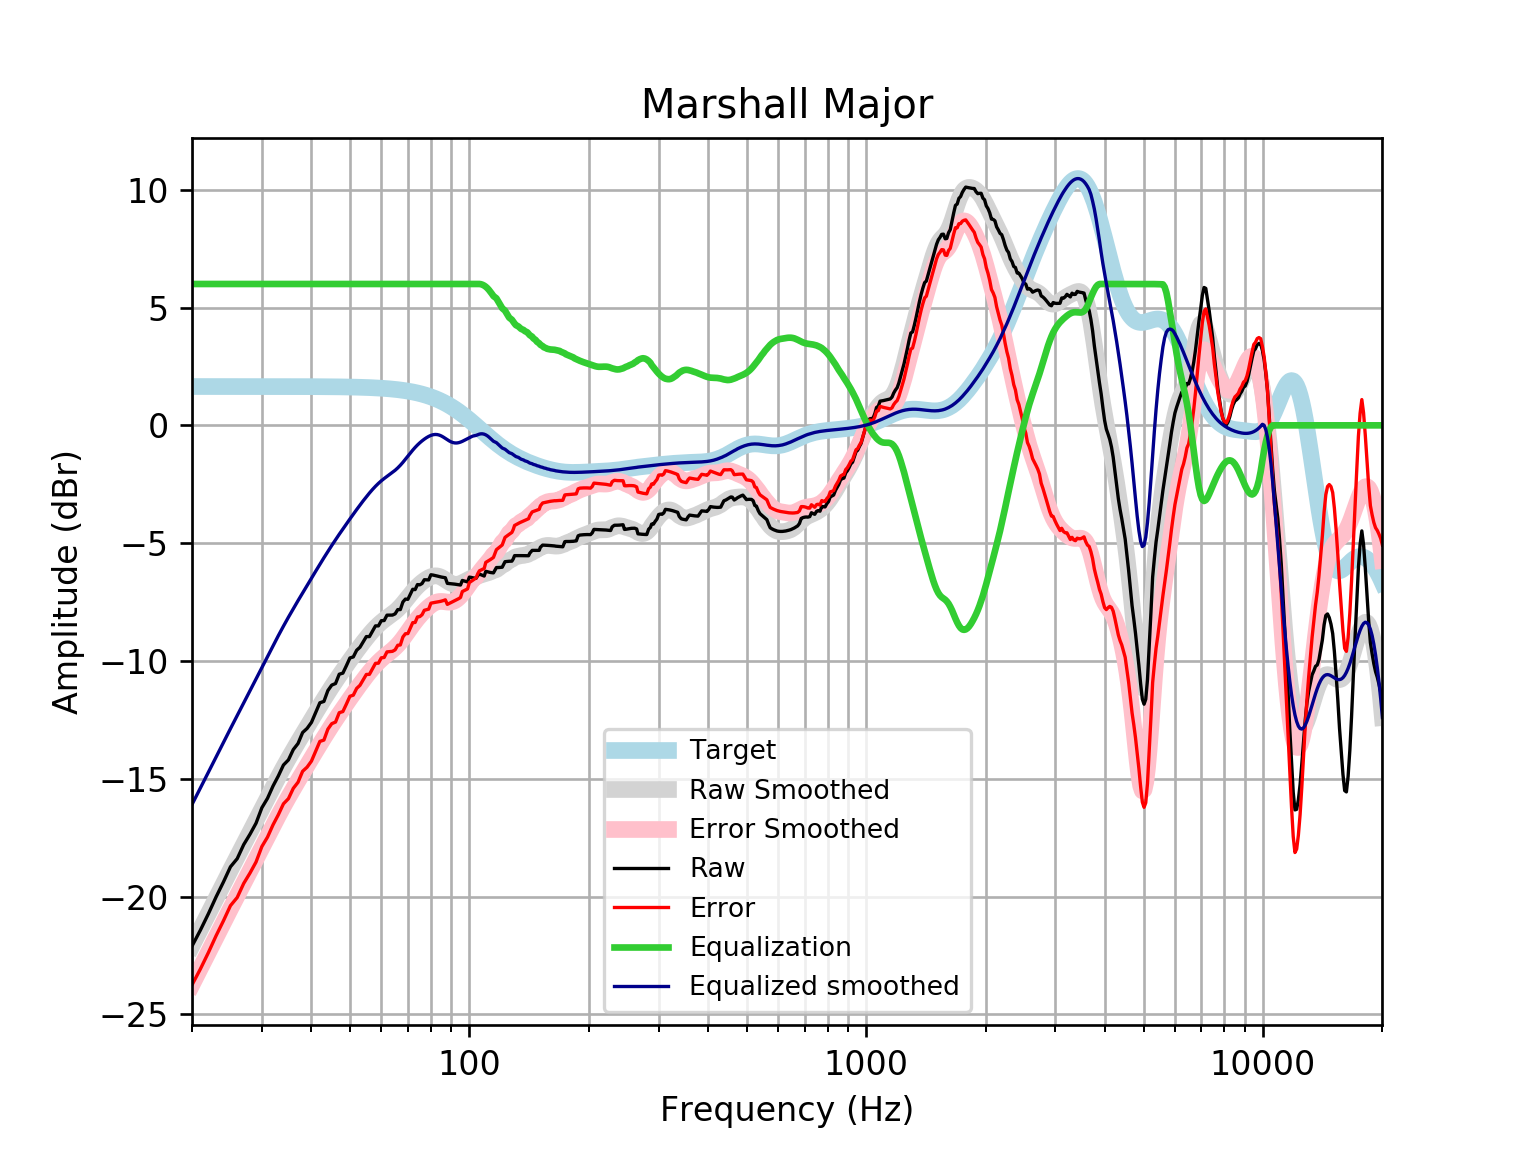 Marshall Major
10
5
0
−5
−10
−15
−20
−25
Amplitude (dBr)
Target
Raw Smoothed
Error Smoothed
Raw
Error
Equalization
Equalized smoothed
100 1000 10000
Frequency (Hz)